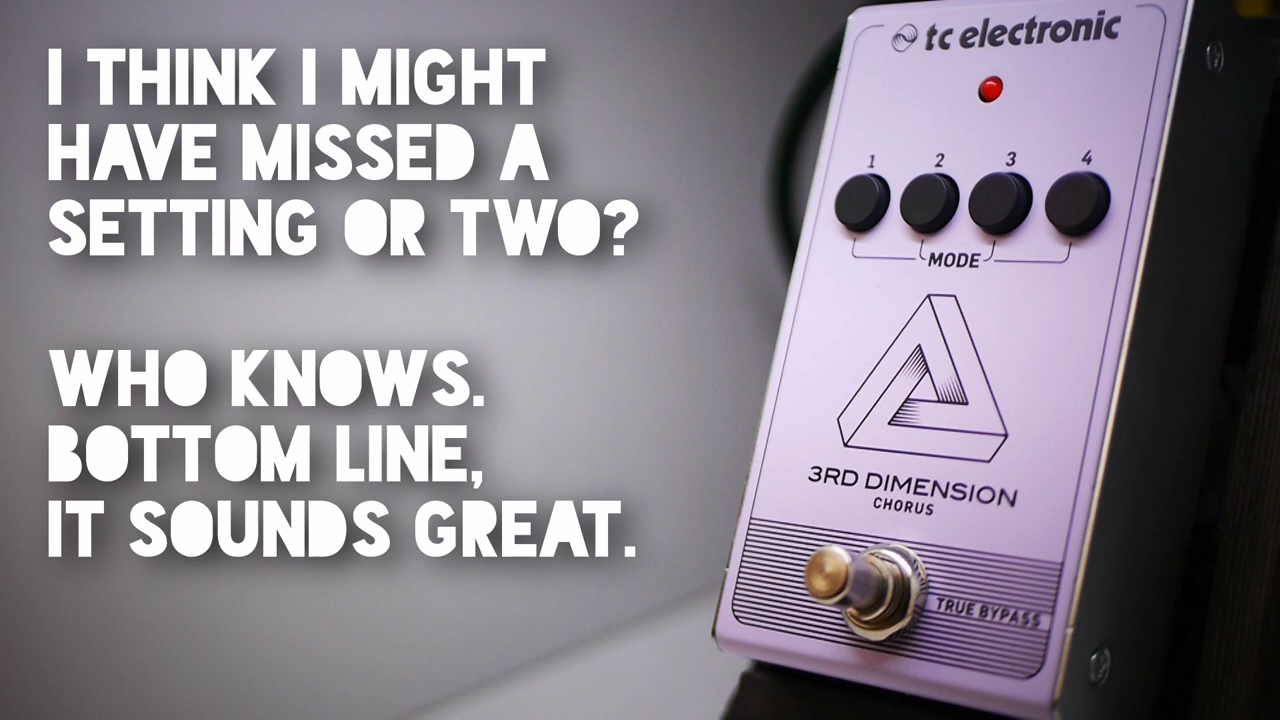 I THINK I MIGHT
HAVE MISSED A
SETTING OR TWO?
WHO KNOWS.
BOTTOM LINE,
IT SOUNDS GREAT.
tc electronic
1 2 3 4
MODE
3RD DIMENSION
CHORUS
TRUE BYPASS